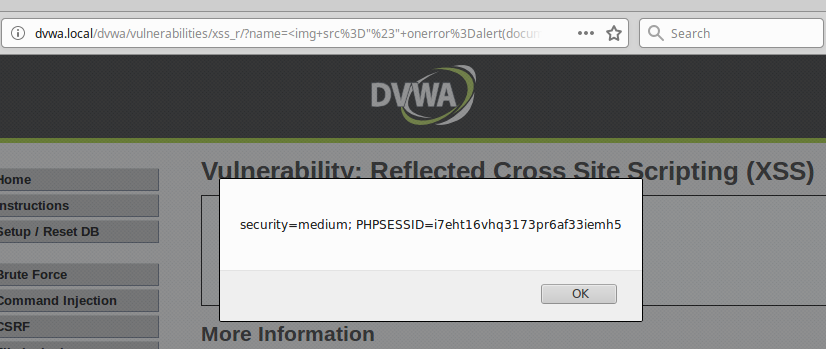 dvwa.local/dvwa/vulnerabilities/xss_r/?name=<img+src%3D"%23"+onerror%3Dalert(docum
Search
DVWA
Home
Vulnerability: Reflected Cross Site Scripting (XSS)
Instructions
Setup / Reset DB
security=medium; PHPSESSID=i7eht16vhq3173pr6af33iemh5
Brute Force
OK
Command Injection
CSRF
More Information